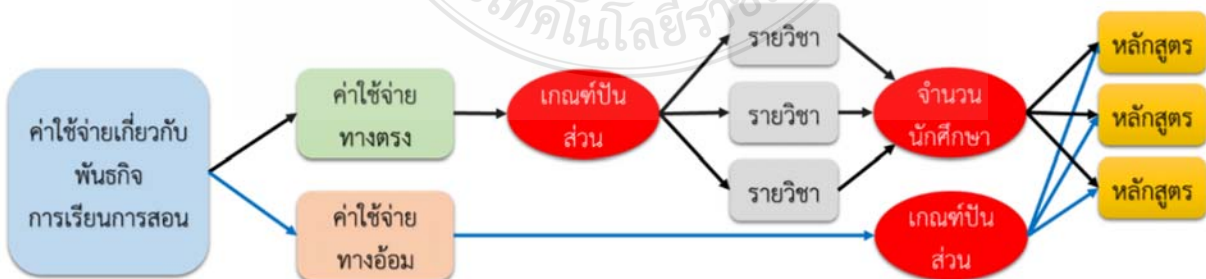 ค่าใช้จ่ายเกี่ยวกับ
พันธกิจ
การเรียนการสอน
ค่าใช้จ่าย
ทางตรง
เกณฑ์ปัน
ส่วน
รายวิชา
รายวิชา
รายวิชา
จำนวน
นักศึกษา
หลักสูตร
หลักสูตร
หลักสูตร
ค่าใช้จ่าย
ทางอ้อม
เกณฑ์ปัน
ส่วน